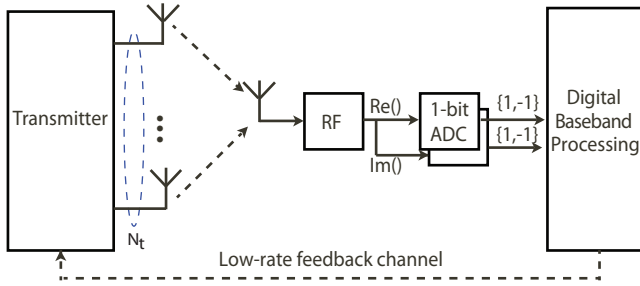 Transmitter
N_t
RF
Re()
Im()
1-bit
ADC
{1,-1}
{1,-1}
Digital
Baseband
Processing
Low-rate feedback channel